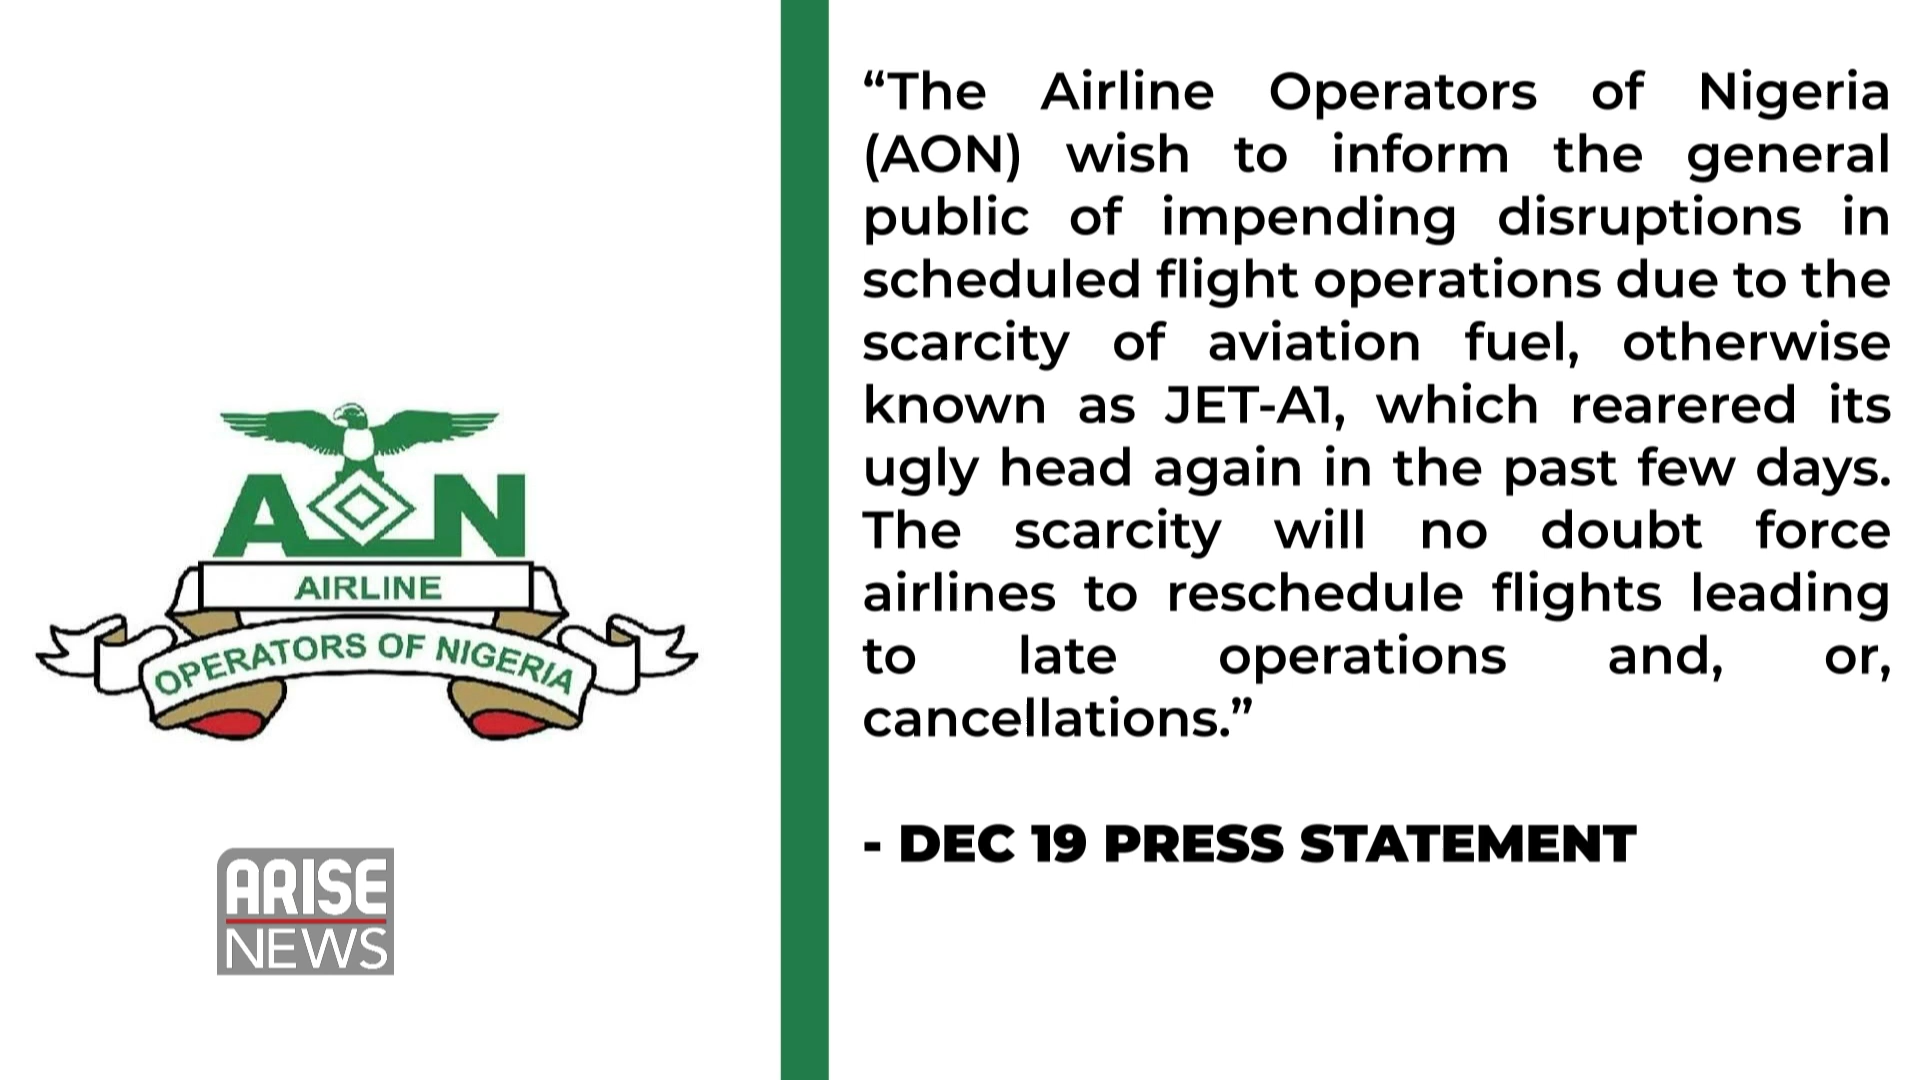 AON
AIRLINE
OPERATORS OF NIGERIA
ARISE
NEWS
“The Airline Operators of Nigeria
(AON) wish to inform the general
public of impending disruptions in
scheduled flight operations due to the
scarcity of aviation fuel, otherwise
known as JET-A1, which rearered its
ugly head again in the past few days.
The scarcity will no doubt force
airlines to reschedule flights leading
to late operations and, or,
cancellations.”
- DEC 19 PRESS STATEMENT